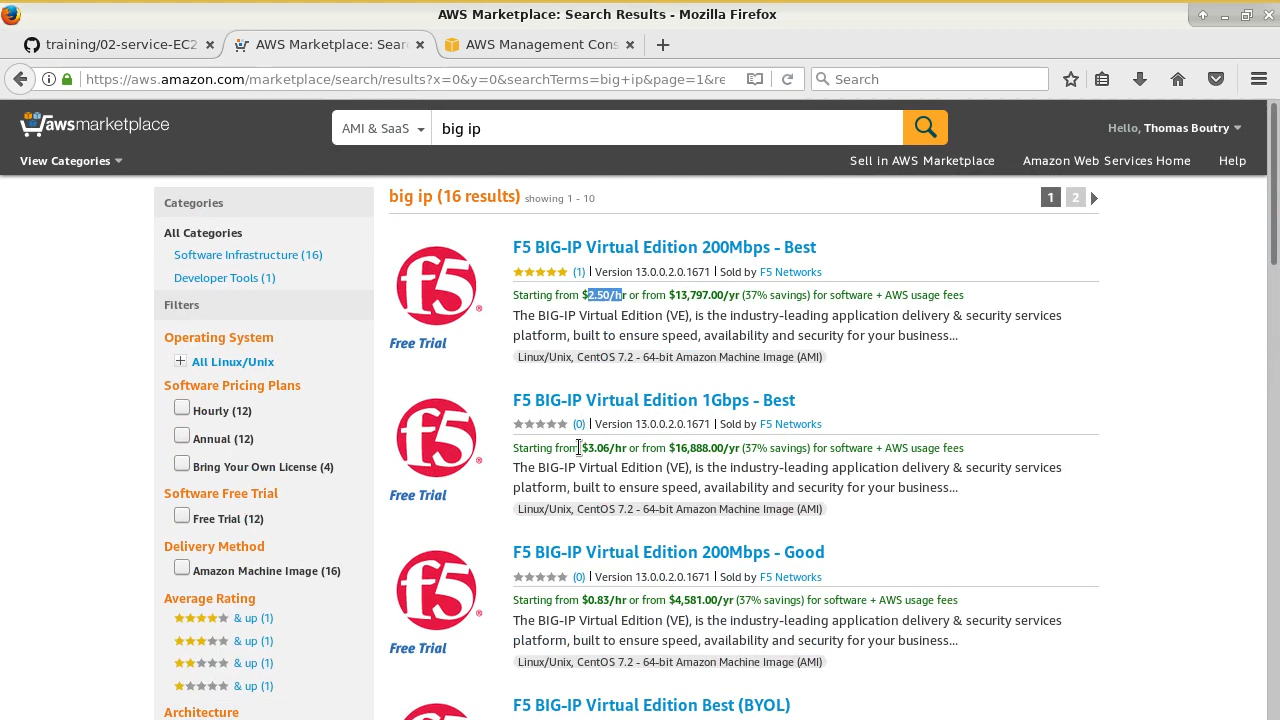 AWS Marketplace: Search Results - Mozilla Firefox
training/02-service-EC2
AWS Marketplace: Sear
AWS Management Cons
https://aws.amazon.com/marketplace/search/results?x=0&y=0&searchTerms=big+ip&page=1&re
Search
awsmarketplace
AMI & SaaS
big ip
Hello, Thomas Boutry
View Categories
Sell in AWS Marketplace
Amazon Web Services Home
Help
Categories
All Categories
Software Infrastructure (16)
Developer Tools (1)
Filters
Operating System
All Linux/Unix
Software Pricing Plans
Hourly (12)
Annual (12)
Bring Your Own License (4)
Software Free Trial
Free Trial (12)
Delivery Method
Amazon Machine Image (16)
Average Rating
& up (1)
& up (1)
& up (1)
& up (1)
Architecture
big ip (16 results) showing 1 - 10
1 2
f5
Free Trial
F5 BIG-IP Virtual Edition 200Mbps - Best
(1) | Version 13.0.0.2.0.1671 | Sold by F5 Networks
Starting from $2.50/hr or from $13,797.00/yr (37% savings) for software + AWS usage fees
The BIG-IP Virtual Edition (VE), is the industry-leading application delivery & security services
platform, built to ensure speed, availability and security for your business...
Linux/Unix, CentOS 7.2 - 64-bit Amazon Machine Image (AMI)
f5
Free Trial
F5 BIG-IP Virtual Edition 1Gbps - Best
(0) | Version 13.0.0.2.0.1671 | Sold by F5 Networks
Starting from $3.06/hr or from $16,888.00/yr (37% savings) for software + AWS usage fees
The BIG-IP Virtual Edition (VE), is the industry-leading application delivery & security services
platform, built to ensure speed, availability and security for your business...
Linux/Unix, CentOS 7.2 - 64-bit Amazon Machine Image (AMI)
f5
Free Trial
F5 BIG-IP Virtual Edition 200Mbps - Good
(0) | Version 13.0.0.2.0.1671 | Sold by F5 Networks
Starting from $0.83/hr or from $4,581.00/yr (37% savings) for software + AWS usage fees
The BIG-IP Virtual Edition (VE), is the industry-leading application delivery & security services
platform, built to ensure speed, availability and security for your business...
Linux/Unix, CentOS 7.2 - 64-bit Amazon Machine Image (AMI)
F5 BIG-IP Virtual Edition Best (BYOL)